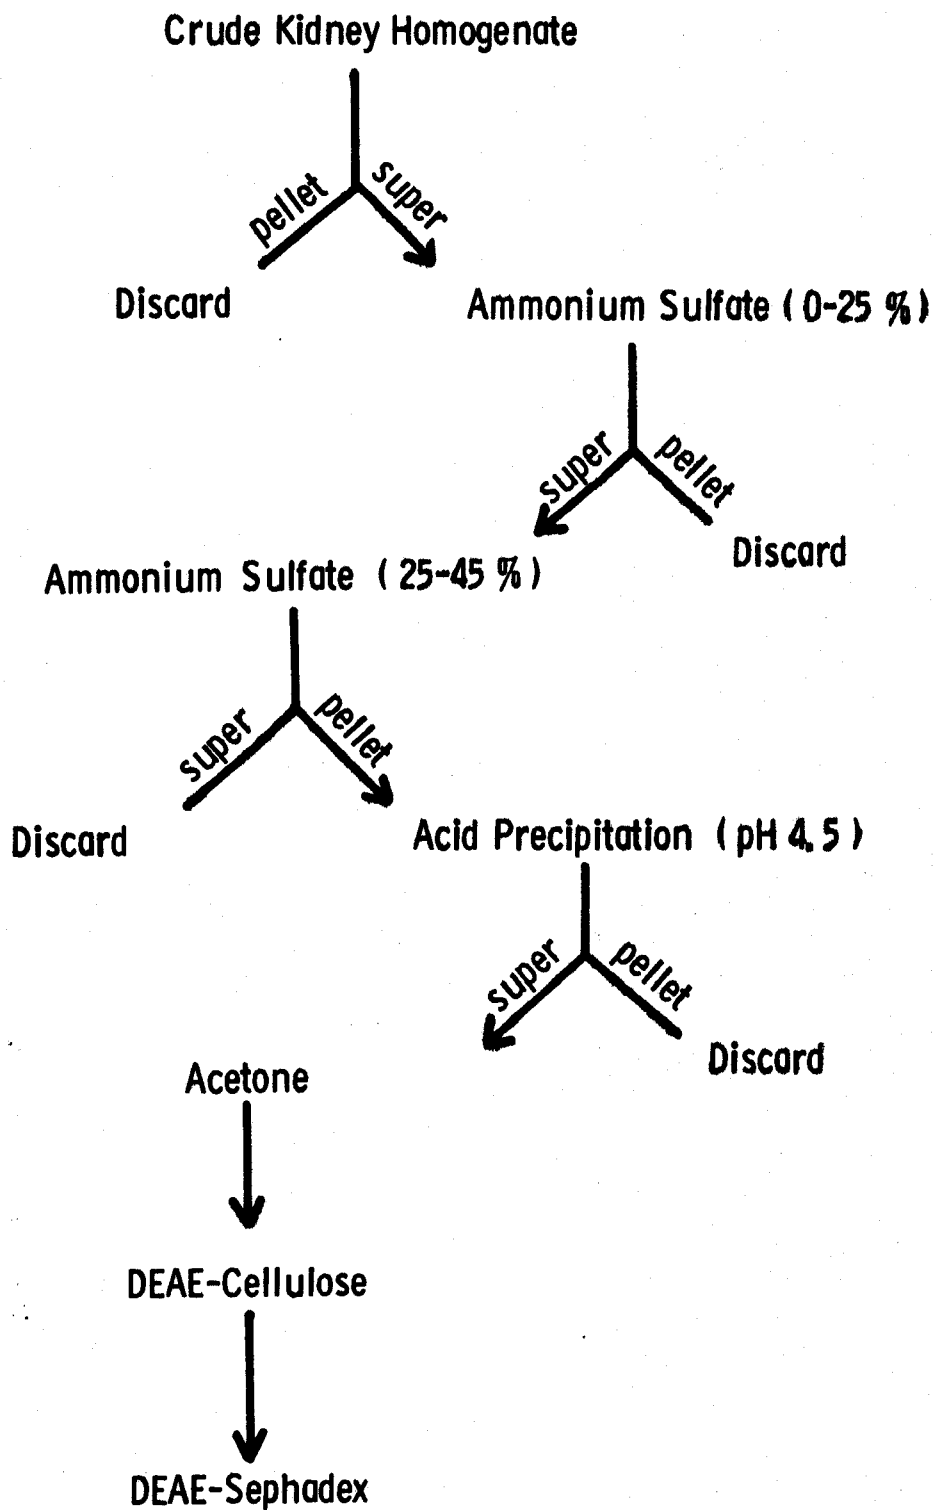 Crude Kidney Homogenate
pellet
super
Discard
Ammonium Sulfate ( 0-25 % )
super
pellet
Discard
Ammonium Sulfate ( 25-45 % )
super
pellet
Discard
Acid Precipitation ( pH 4.5 )
super
pellet
Discard
Acetone
DEAE-Cellulose
DEAE-Sephadex